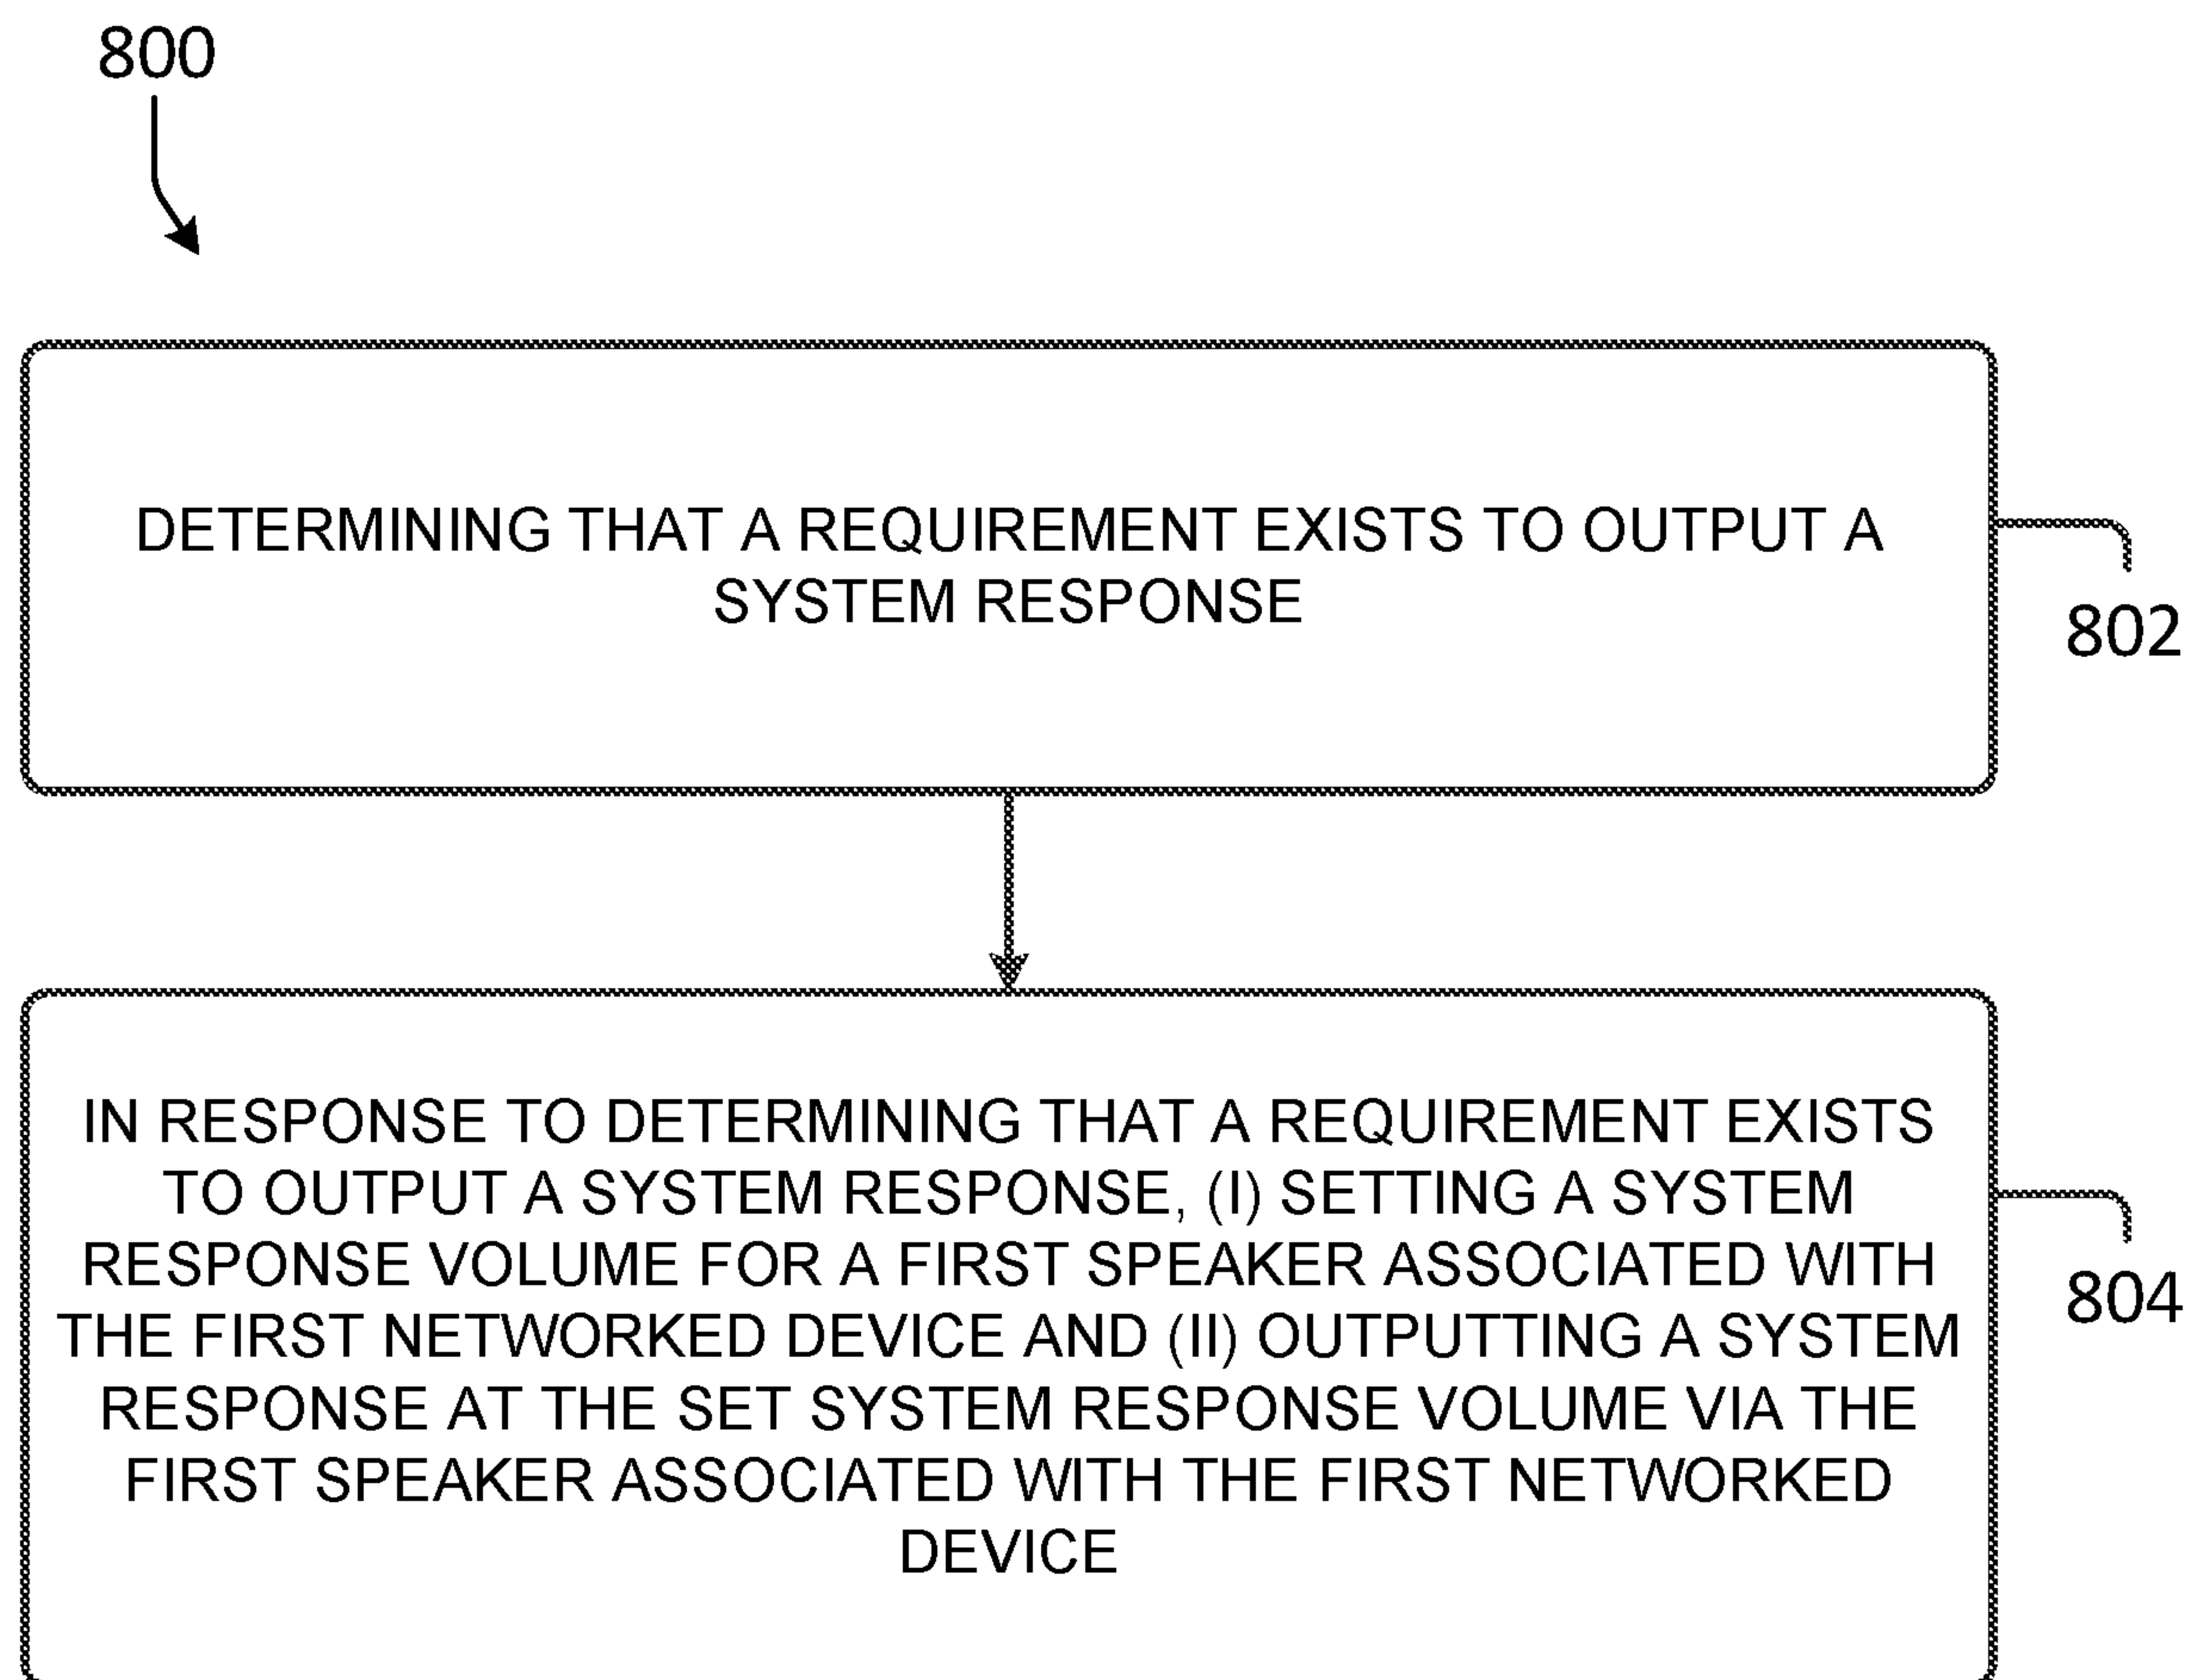 800
DETERMINING THAT A REQUIREMENT EXISTS TO OUTPUT A
SYSTEM RESPONSE
802
IN RESPONSE TO DETERMINING THAT A REQUIREMENT EXISTS
TO OUTPUT A SYSTEM RESPONSE, (I) SETTING A SYSTEM
RESPONSE VOLUME FOR A FIRST SPEAKER ASSOCIATED WITH
THE FIRST NETWORKED DEVICE AND (II) OUTPUTTING A SYSTEM
RESPONSE AT THE SET SYSTEM RESPONSE VOLUME VIA THE
FIRST SPEAKER ASSOCIATED WITH THE FIRST NETWORKED
DEVICE
804